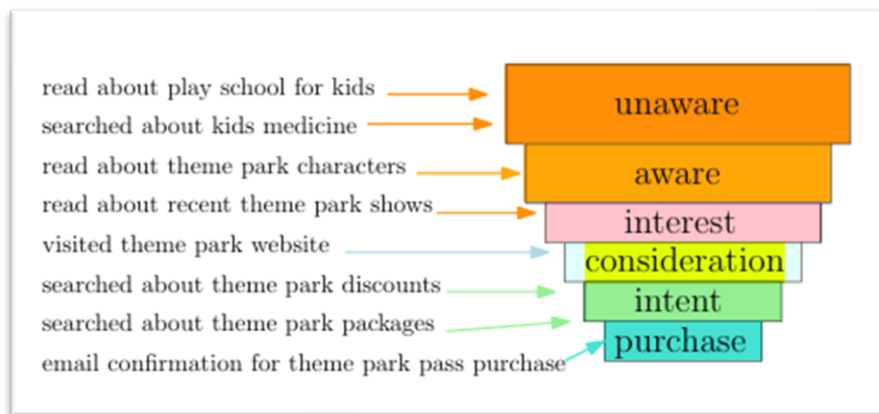 read about play school for kids
searched about kids medicine
read about theme park characters
read about recent theme park shows
visited theme park website
searched about theme park discounts
searched about theme park packages
email confirmation for theme park pass purchase
unaware
aware
interest
consideration
intent
purchase